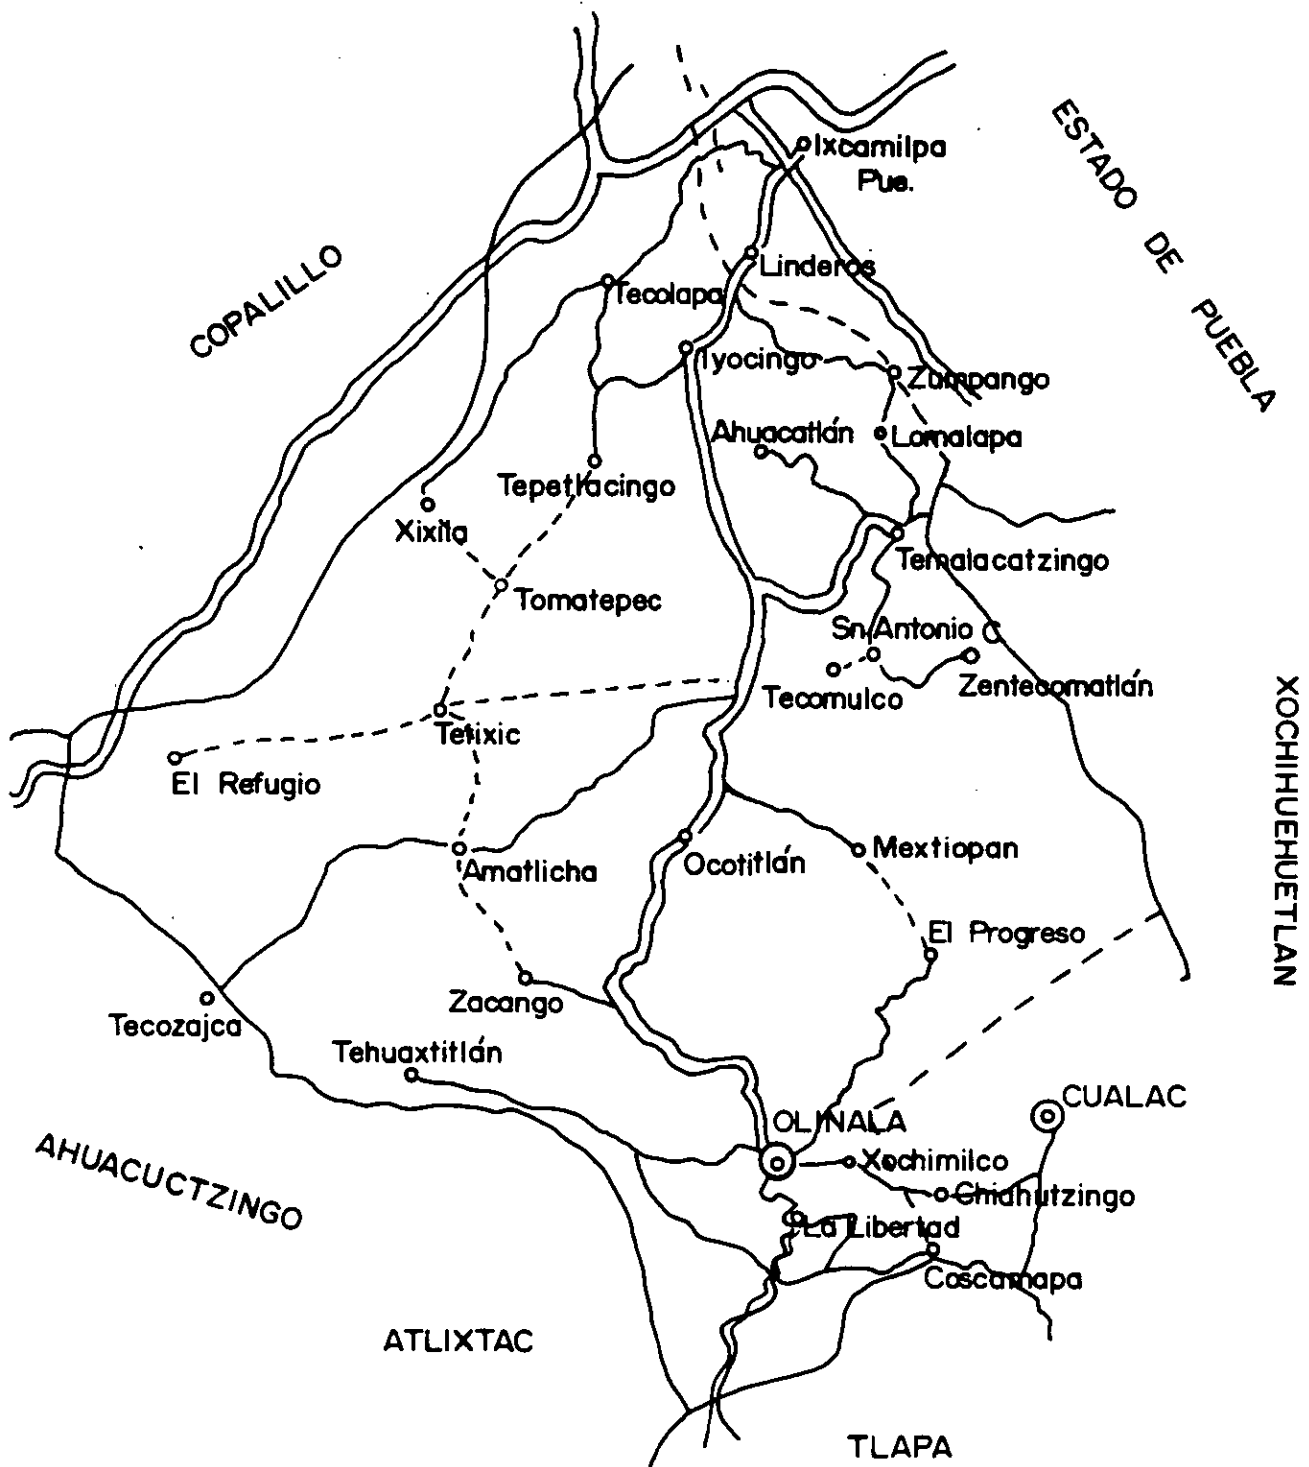 Ixcamilpa
Pue.
ESTADO DE PUEBLA
COPALILLO
Linderos
Tecolapa
Iyocingo
Zumpango
Ahuacatlán
Lomalapa
Tepetlacingo
Xixila
Temalacatzingo
Tomatepec
Sn Antonio C
Tecomulco
Zentecomatlán
XOCHIHUEHUETLAN
Tetixic
El Refugio
Mextiopan
Ocotitlán
Amatlicha
El Progreso
Zacango
Tecozajca
Tehuaxtitlán
CUALAC
OLINALA
AHUACUCTZINGO
Xochimilco
Chiahutzingo
La Libertad
Coscamapa
ATLIXTAC
TLAPA